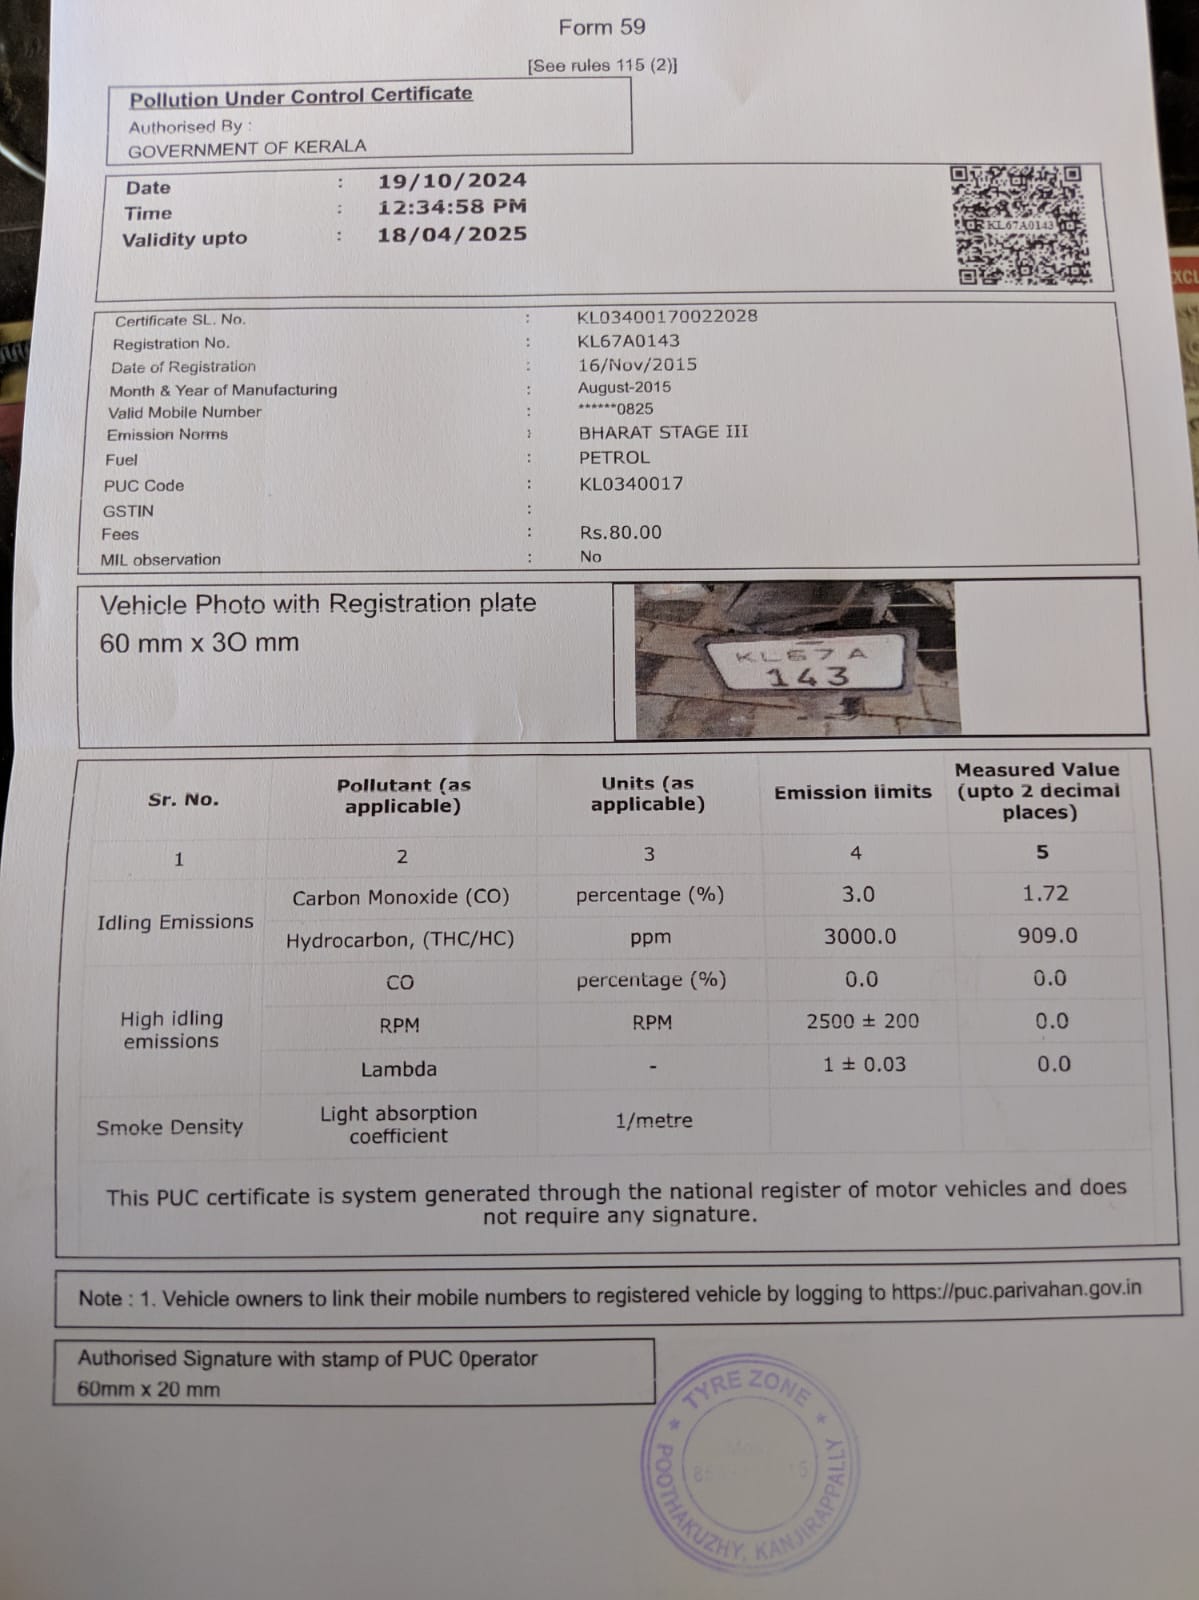 Form 59
[See rules 115 (2)]
Pollution Under Control Certificate
Authorised By :
GOVERNMENT OF KERALA
Date : 19/10/2024
Time : 12:34:58 PM
Validity upto : 18/04/2025
KL67A0143
Certificate SL. No. : KL03400170022028
Registration No. : KL67A0143
Date of Registration : 16/Nov/2015
Month & Year of Manufacturing : August-2015
Valid Mobile Number : ******0825
Emission Norms : BHARAT STAGE III
Fuel : PETROL
PUC Code : KL0340017
GSTIN :
Fees : Rs.80.00
MIL observation : No
Vehicle Photo with Registration plate
60 mm x 3O mm
KL67 A
143
Sr. No. Pollutant (as applicable) Units (as applicable) Emission limits Measured Value (upto 2 decimal places)
1 2 3 4 5
Idling Emissions Carbon Monoxide (CO) percentage (%) 3.0 1.72
Hydrocarbon, (THC/HC) ppm 3000.0 909.0
High idling emissions CO percentage (%) 0.0 0.0
RPM RPM 2500 ± 200 0.0
Lambda - 1 ± 0.03 0.0
Smoke Density Light absorption coefficient 1/metre
This PUC certificate is system generated through the national register of motor vehicles and does
not require any signature.
Note : 1. Vehicle owners to link their mobile numbers to registered vehicle by logging to https://puc.parivahan.gov.in
Authorised Signature with stamp of PUC 0perator
60mm x 20 mm
TYRE ZONE
POOTHAKUZHY, KANJIRAPPALLY